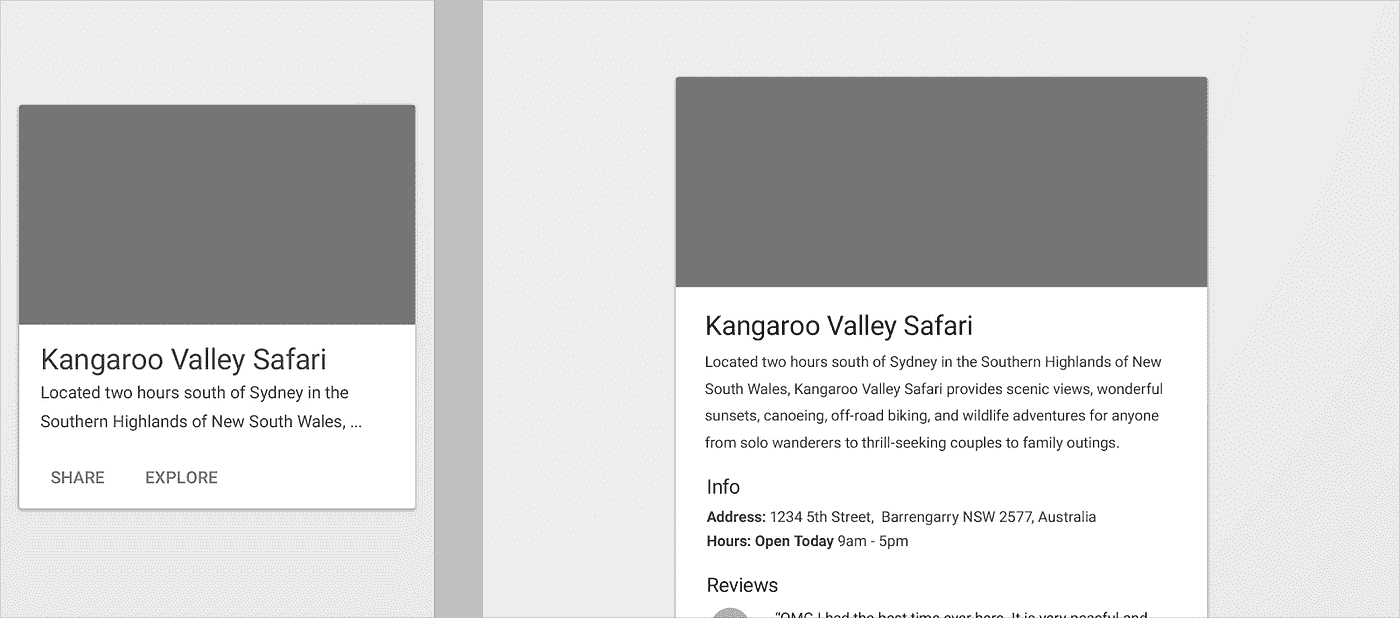 Kangaroo Valley Safari
Located two hours south of Sydney in the
Southern Highlands of New South Wales, ...
SHARE EXPLORE
Kangaroo Valley Safari
Located two hours south of Sydney in the Southern Highlands of New
South Wales, Kangaroo Valley Safari provides scenic views, wonderful
sunsets, canoeing, off-road biking, and wildlife adventures for anyone
from solo wanderers to thrill-seeking couples to family outings.
Info
Address: 1234 5th Street,  Barrengarry NSW 2577, Australia
Hours: Open Today 9am - 5pm
Reviews
“OMG I had the best time ever here. It is very peaceful and